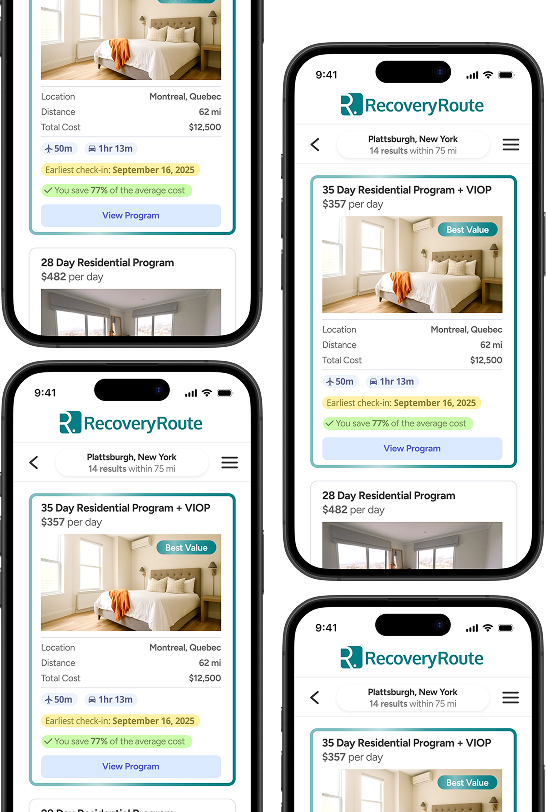 Location Montreal, Quebec
Distance 62 mi
Total Cost $12,500
50m 1hr 13m
Earliest check-in: September 16, 2025
You save 77% of the average cost
View Program
28 Day Residential Program
$482 per day
9:41
RecoveryRoute
Plattsburgh, New York
14 results within 75 mi
35 Day Residential Program + VIOP
$357 per day
Best Value
Location Montreal, Quebec
Distance 62 mi
Total Cost $12,500
50m 1hr 13m
Earliest check-in: September 16, 2025
You save 77% of the average cost
View Program
28 Day Residential Program
9:41
R. RecoveryRoute
Plattsburgh, New York
14 results within 75 mi
35 Day Residential Program + VIOP
$357 per day
Best Value
Location Montreal, Quebec
Distance 62 mi
Total Cost $12,500
50m 1hr 13m
Earliest check-in: September 16, 2025
You save 77% of the average cost
View Program
28 Day Residential Program
$482 per day
9:41
RecoveryRoute
Plattsburgh, New York
14 results within 75 mi
35 Day Residential Program + VIOP
$357 per day
Best Value